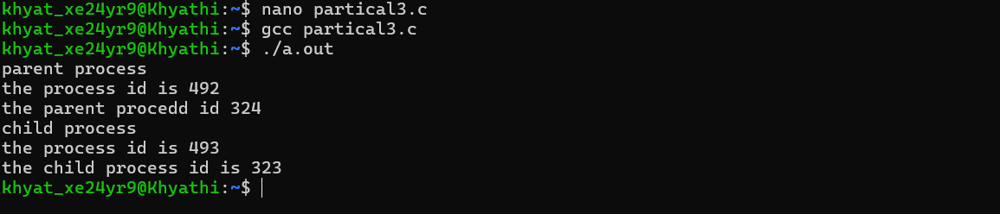 khyat_xe24yr9@Khyathi:~$ nano partical3.c
khyat_xe24yr9@Khyathi:~$ gcc partical3.c
khyat_xe24yr9@Khyathi:~$ ./a.out
parent process
the process id is 492
the parent procedd id 324
child process
the process id is 493
the child process id is 323
khyat_xe24yr9@Khyathi:~$